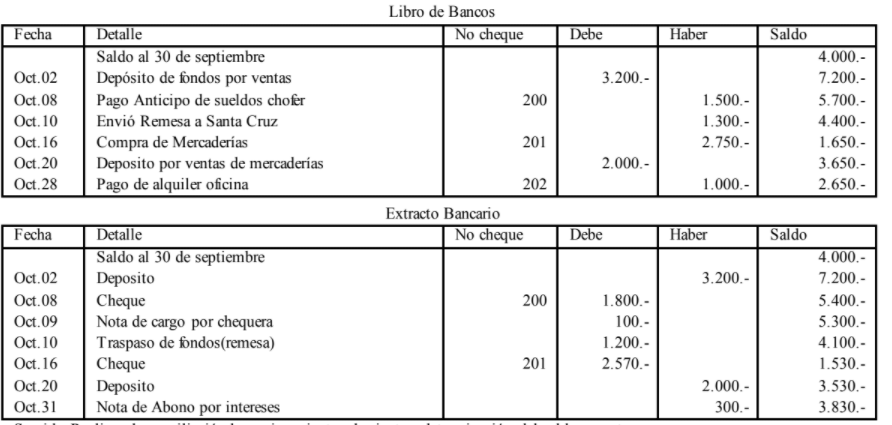 Libro de Bancos
Fecha Detalle No cheque Debe Haber Saldo
Saldo al 30 de septiembre 4.000.-
Oct.02 Depósito de fondos por ventas 3.200.- 7.200.-
Oct.08 Pago Anticipo de sueldos chofer 200 1.500.- 5.700.-
Oct.10 Envió Remesa a Santa Cruz 1.300.- 4.400.-
Oct.16 Compra de Mercaderías 201 2.750.- 1.650.-
Oct.20 Deposito por ventas de mercaderías 2.000.- 3.650.-
Oct.28 Pago de alquiler oficina 202 1.000.- 2.650.-
Extracto Bancario
Fecha Detalle No cheque Debe Haber Saldo
Saldo al 30 de septiembre 4.000.-
Oct.02 Deposito 3.200.- 7.200.-
Oct.08 Cheque 200 1.800.- 5.400.-
Oct.09 Nota de cargo por chequera 100.- 5.300.-
Oct.10 Traspaso de fondos(remesa) 1.200.- 4.100.-
Oct.16 Cheque 201 2.570.- 1.530.-
Oct.20 Deposito 2.000.- 3.530.-
Oct.31 Nota de Abono por intereses 300.- 3.830.-